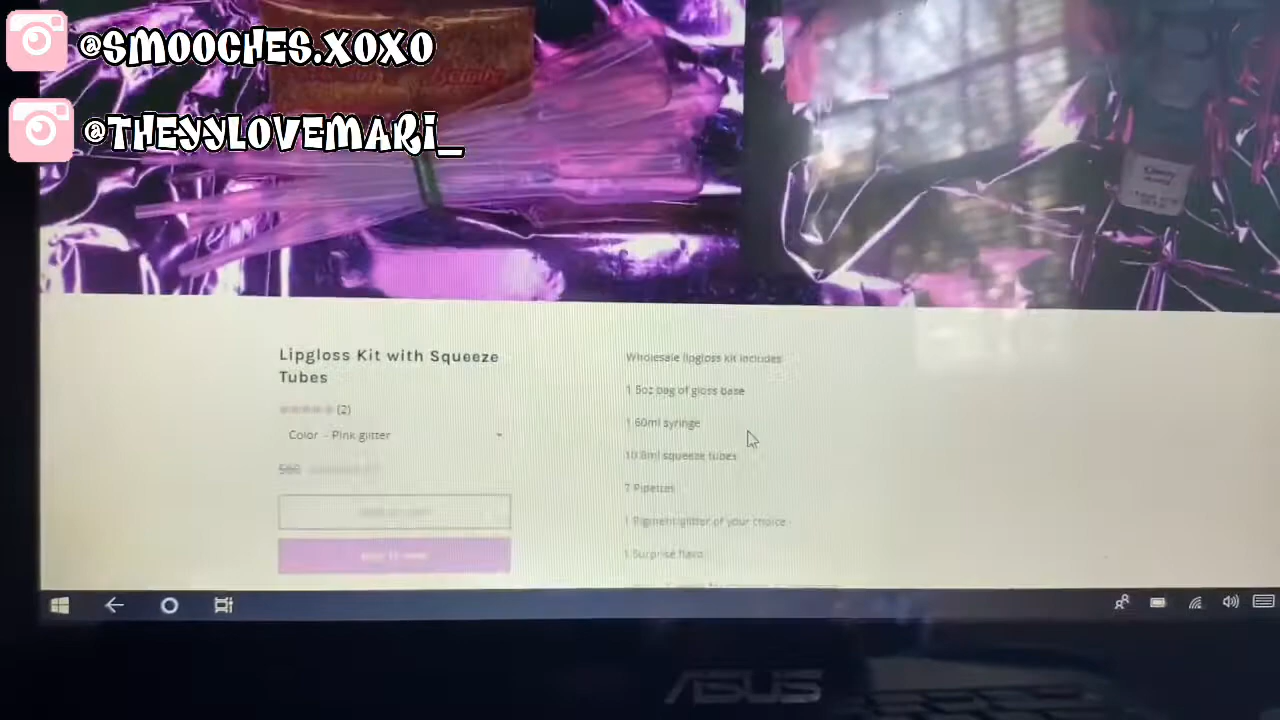 @SMOOCHES.XOXO
@THEYYLOVEMARI_
Lipgloss Kit with Squeeze
Tubes
(2)
Color - Pink glitter
Wholesale lipgloss kit includes
1 5oz bag of gloss base
1 60ml syringe
10 8ml squeeze tubes
7 Pipettes
1 Pigment/glitter of your choice
1 Surprise flavor
ASUS